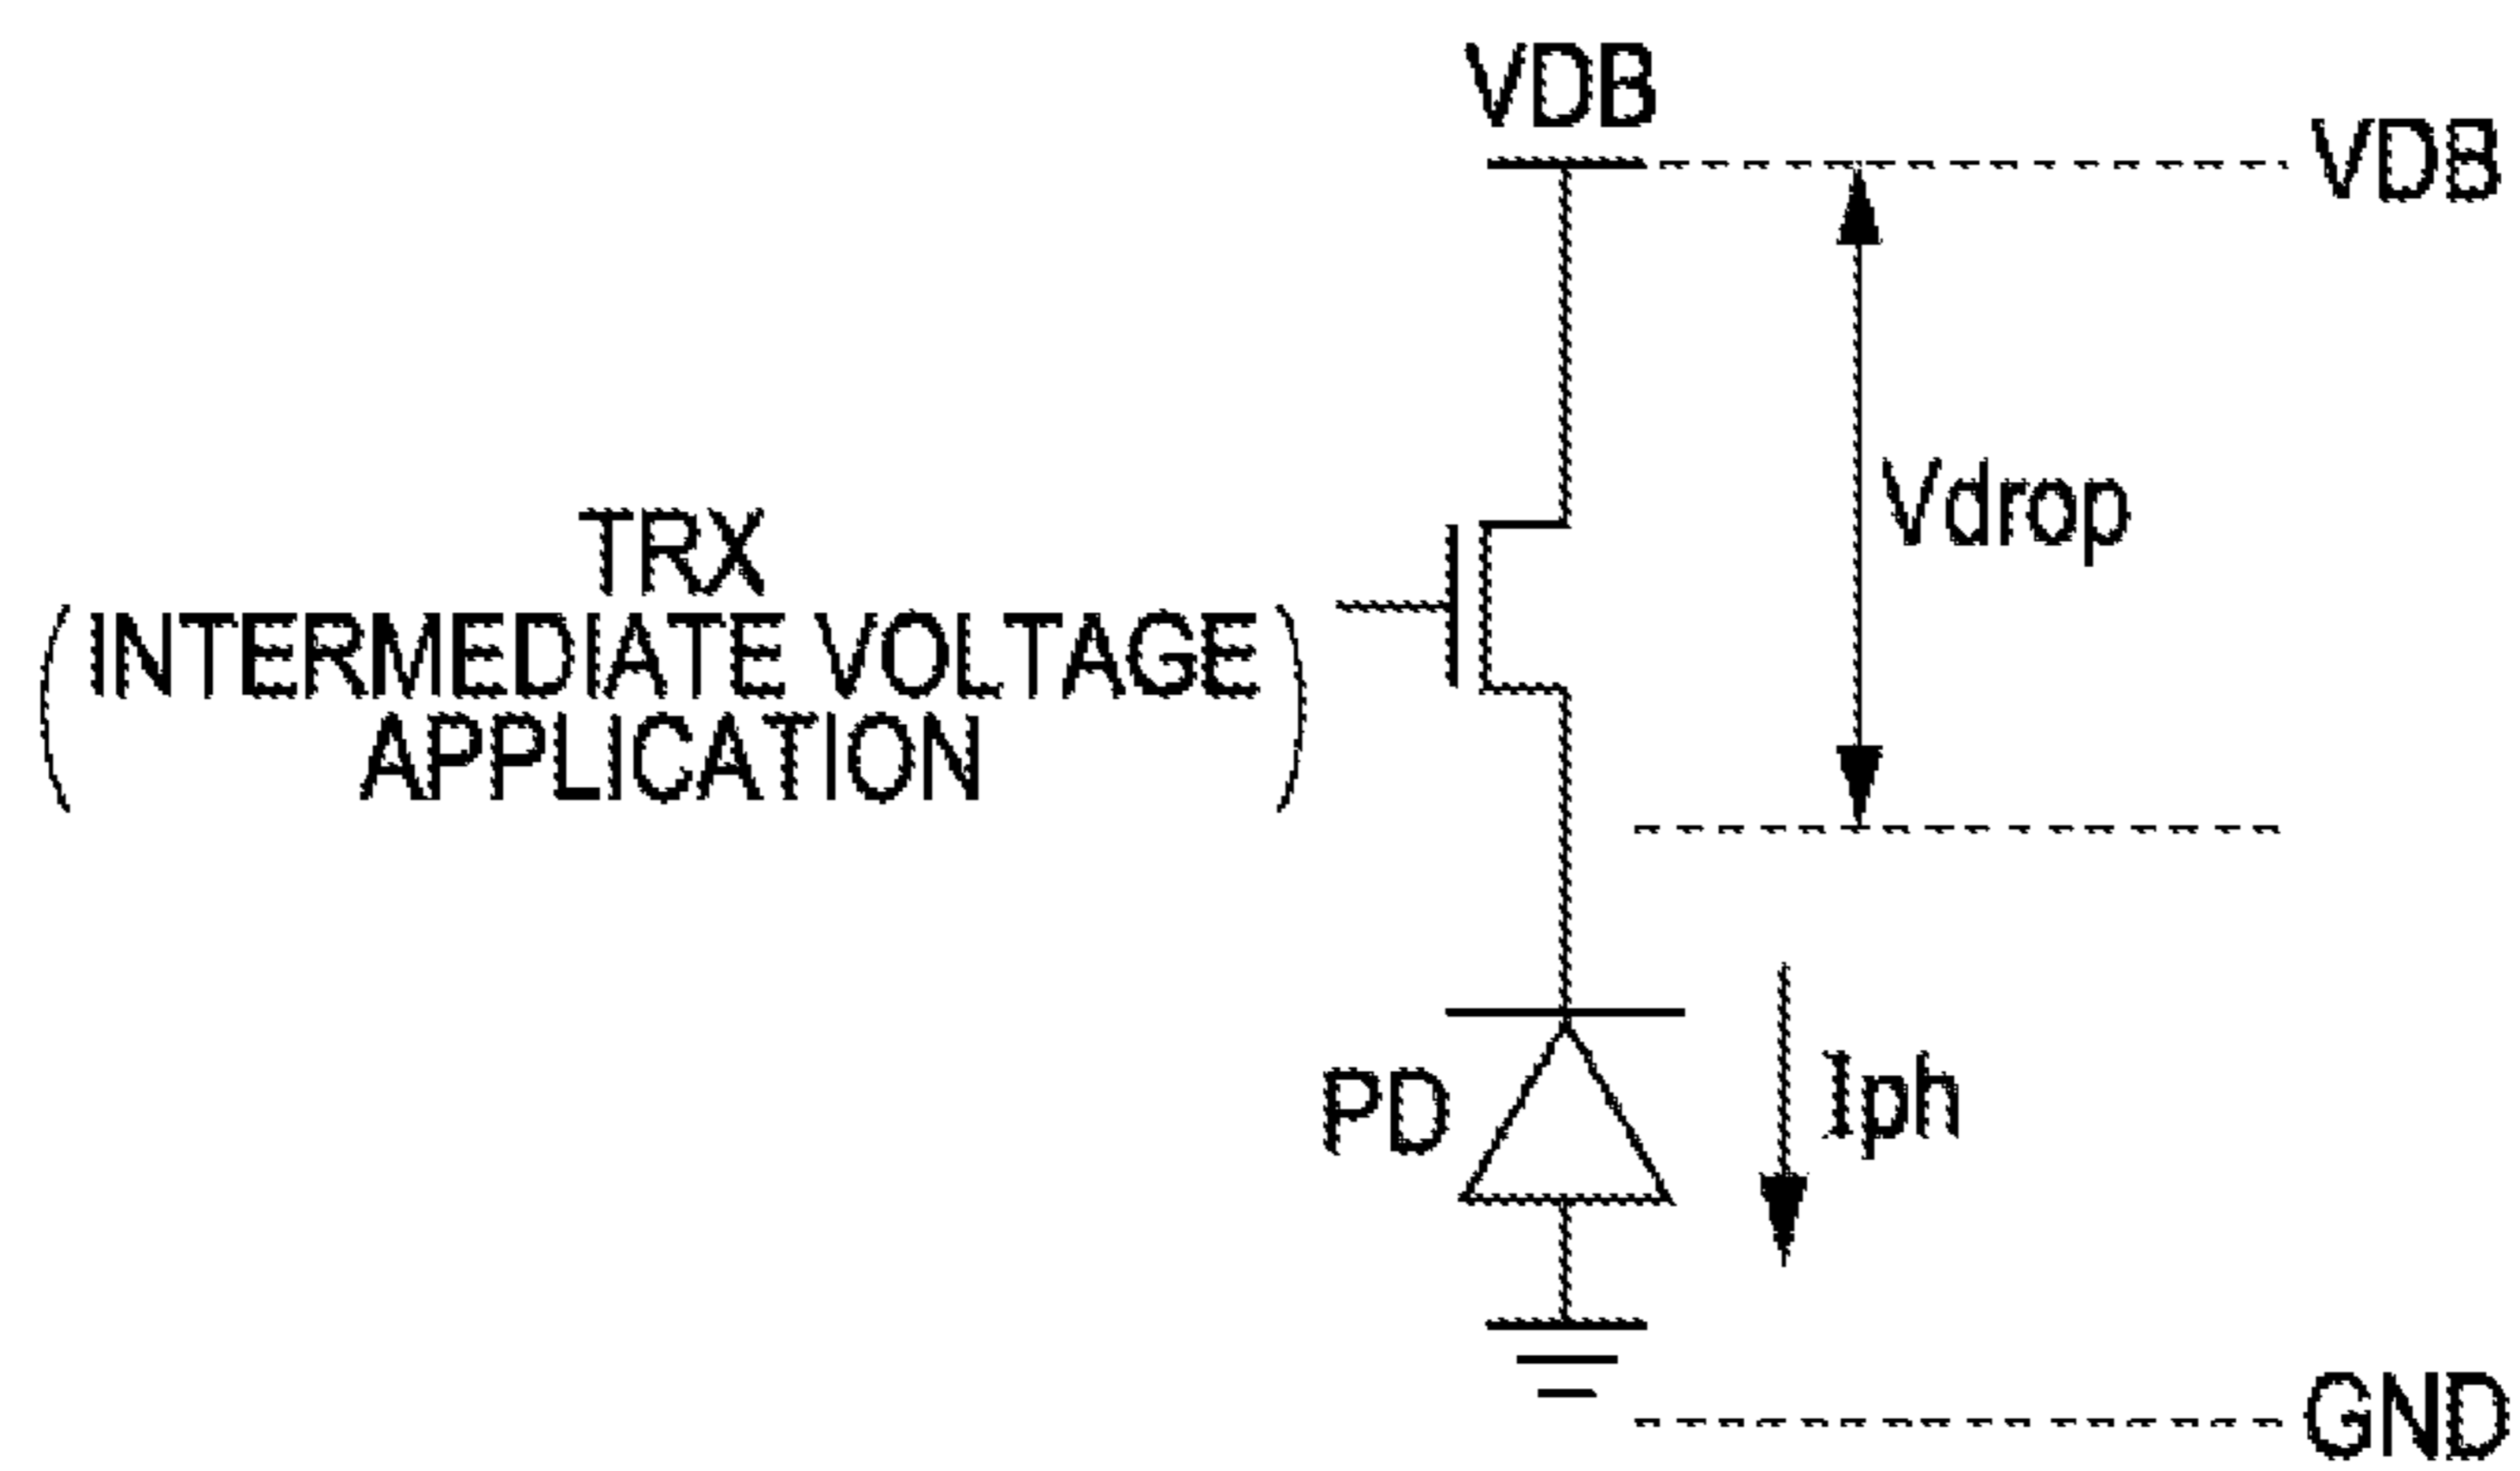 VDB
VDB
Vdrop
TRX
(INTERMEDIATE VOLTAGE)
APPLICATION
PD
Iph
GND